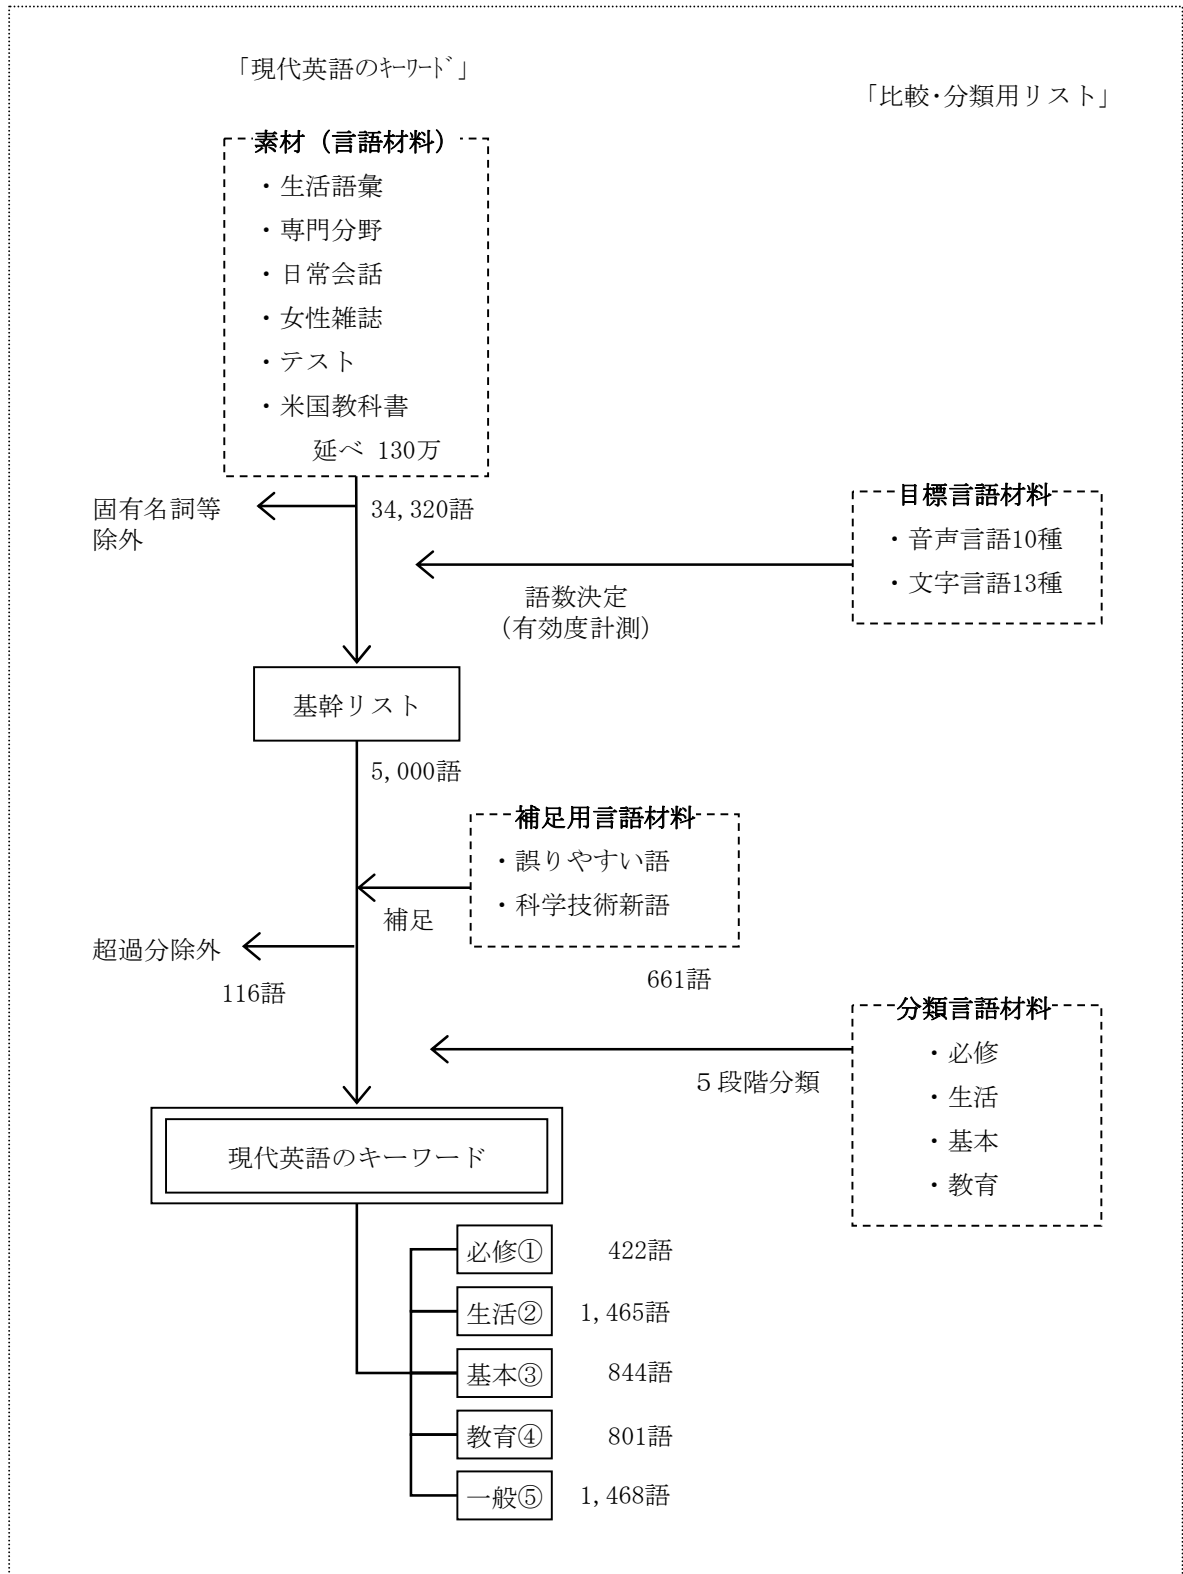 「現代英語のｷｰﾜｰﾄﾞ」
「比較・分類用リスト」
素材（言語材料）
・生活語彙
・専門分野
・日常会話
・女性雑誌
・テスト
・米国教科書
延べ 130万
固有名詞等
除外
34,320語
目標言語材料
・音声言語10種
・文字言語13種
語数決定
（有効度計測）
基幹リスト
5,000語
補足用言語材料
・誤りやすい語
・科学技術新語
補足
超過分除外
116語
661語
分類言語材料
・必修
・生活
・基本
・教育
５段階分類
現代英語のキーワード
必修① 422語
生活② 1,465語
基本③ 844語
教育④ 801語
一般⑤ 1,468語